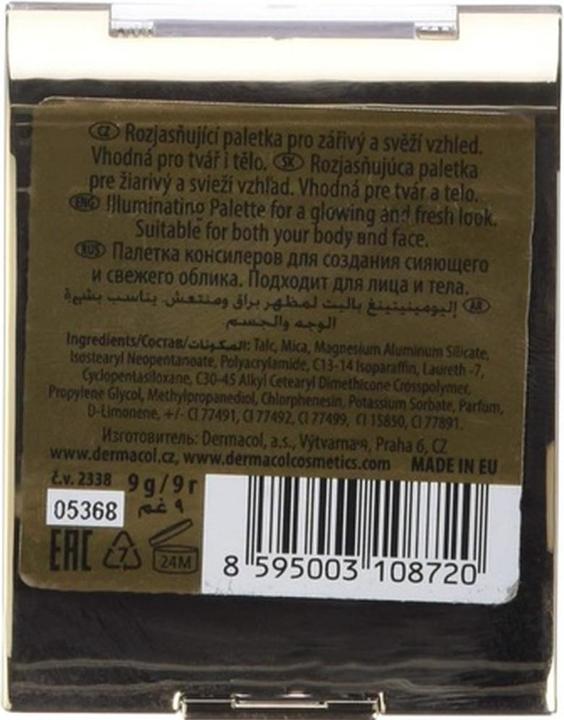 CZ Rozjasňující paletka pro zářivý a svěží vzhled.
Vhodná pro tvář i tělo. SK Rozjasňujúca paletka
pre žiarivý a svieži vzhľad. Vhodná pre tvár a telo.
ENG Illuminating Palette for a glowing and fresh look.
Suitable for both your body and face.
RUS Палетка консилеров для создания сияющего
и свежего облика. Подходит для лица и тела.
AR إليومينيتينغ باليت لمظهر براق ومنتعش. يناسب بشرة
الوجه والجسم.
Ingredients/Состав/المكونات: Talc, Mica, Magnesium Aluminum Silicate,
Isostearyl Neopentanoate, Polyacrylamide, C13-14 Isoparaffin, Laureth -7,
Cyclopentasiloxane, C30-45 Alkyl Cetearyl Dimethicone Crosspolymer,
Propylene Glycol, Methylpropanediol, Chlorphenesin, Potassium Sorbate, Parfum,
D-Limonene, +/- CI 77491, CI 77492, CI 77499, CI 15850, CI 77891.
Изготовитель: Dermacol, a.s., Výtvarná, Praha 6, CZ
www.dermacol.cz, www.dermacolcosmetics.com MADE IN EU
č.v. 2338 9 g/9 г
05368 ٩ غم
EAC 7 24M
8 595003 108720